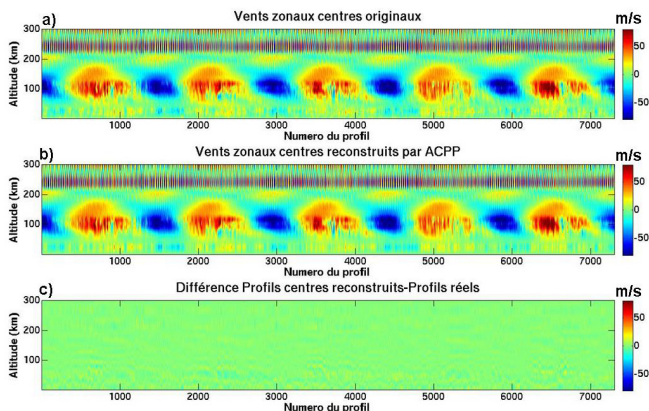 a)
Vents zonaux centres originaux
m/s
Altitude (km)
300
200
100
1000 2000 3000 4000 5000 6000 7000
Numero du profil
50
0
-50
b)
Vents zonaux centres reconstruits par ACPP
m/s
Altitude (km)
300
200
100
1000 2000 3000 4000 5000 6000 7000
Numero du profil
50
0
-50
c)
Différence Profils centres reconstruits-Profils réels
m/s
Altitude (km)
300
200
100
1000 2000 3000 4000 5000 6000 7000
Numero du profil
50
0
-50